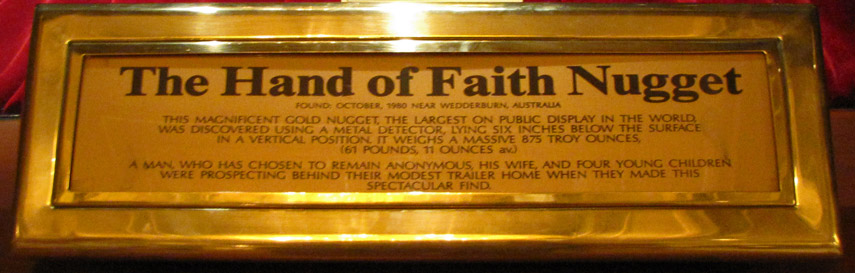 The Hand of Faith Nugget
FOUND: OCTOBER, 1980 NEAR WEDDERBURN, AUSTRALIA
THIS MAGNIFICENT GOLD NUGGET, THE LARGEST ON PUBLIC DISPLAY IN THE WORLD,
WAS DISCOVERED USING A METAL DETECTOR, LYING SIX INCHES BELOW THE SURFACE
IN A VERTICAL POSITION. IT WEIGHS A MASSIVE 875 TROY OUNCES,
(61 POUNDS, 11 OUNCES av.)
A MAN, WHO HAS CHOSEN TO REMAIN ANONYMOUS, HIS WIFE, AND FOUR YOUNG CHILDREN
WERE PROSPECTING BEHIND THEIR MODEST TRAILER HOME WHEN THEY MADE THIS
SPECTACULAR FIND.